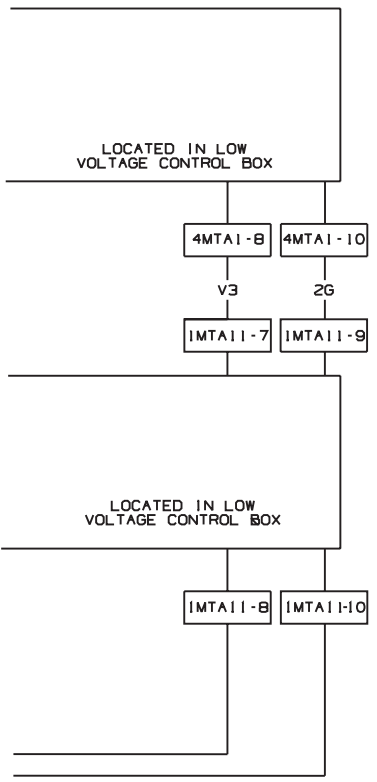 LOCATED IN LOW
VOLTAGE CONTROL BOX
4MTA1-8 4MTA1-10
V3 2G
1MTA11-7 1MTA11-9
LOCATED IN LOW
VOLTAGE CONTROL BOX
1MTA11-8 1MTA11-10